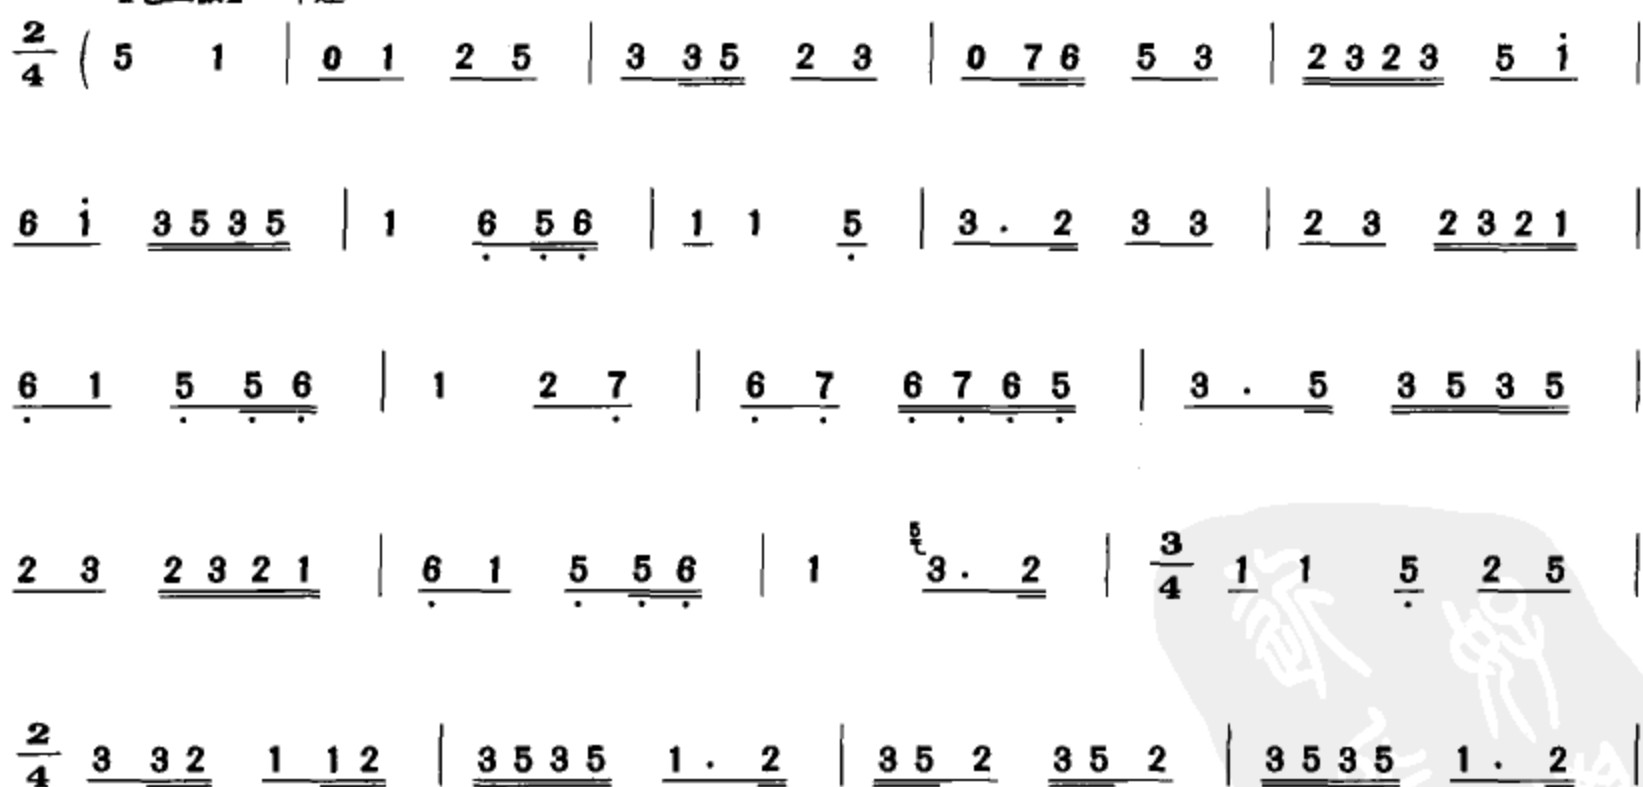 2/4 ( 5 1 | 0 1 2 5 | 3 3 5 2 3 | 0 7 6 5 3 | 2 3 2 3 5 i̇ |
6 i̇ 3 5 3 5 | 1 6̣ 5̣ 6̣ | 1 1 5̣ | 3 . 2 3 3 | 2 3 2 3 2 1 |
6̣ 1 5̣ 5̣ 6̣ | 1 2 7̣ | 6̣ 7̣ 6̣ 7̣ 6̣ 5̣ | 3 . 5 3 5 3 5 |
2 3 2 3 2 1 | 6̣ 1 5̣ 5̣ 6̣ | 1 5 3 . 2 | 3/4 1 1 5̣ 2 5 |
2/4 3 3 2 1 1 2 | 3 5 3 5 1 . 2 | 3 5 2 3 5 2 | 3 5 3 5 1 . 2 |